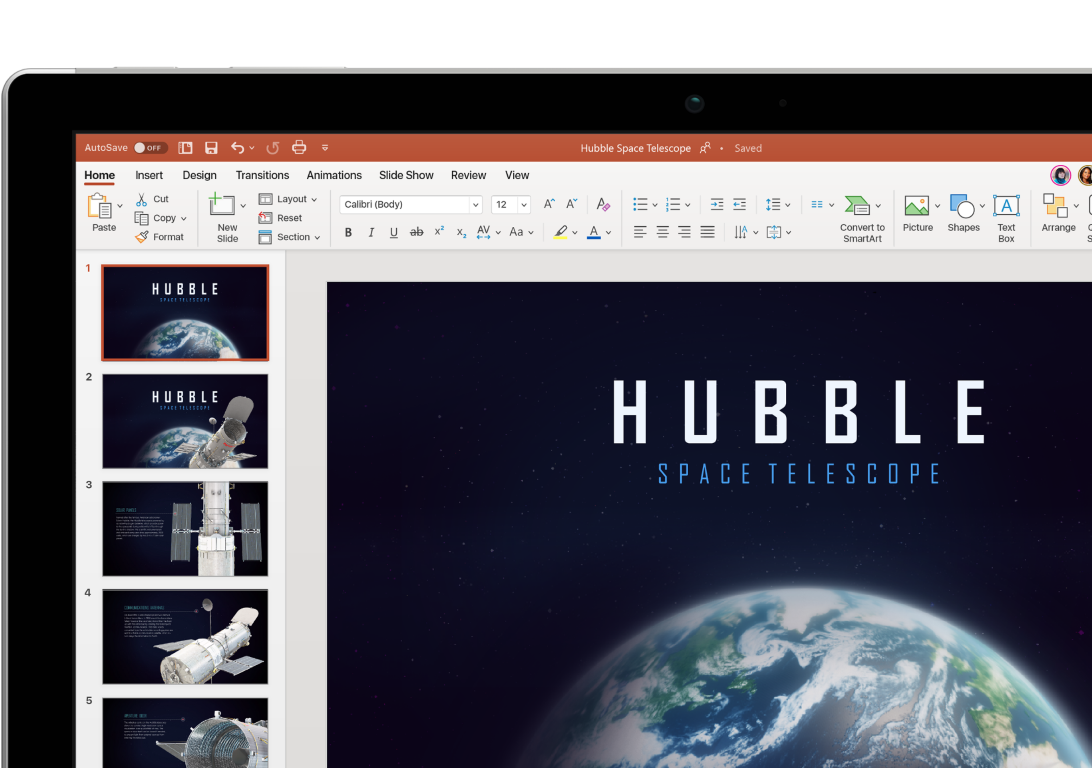 AutoSave OFF
Hubble Space Telescope • Saved
Home Insert Design Transitions Animations Slide Show Review View
Paste
Cut
Copy
Format
New
Slide
Layout
Reset
Section
Calibri (Body) 12
A A A
B I U ab x² x₂ AV Aa A
Convert to
SmartArt
Picture
Shapes
A
Text
Box
Arrange
1
HUBBLE
SPACE TELESCOPE
2
HUBBLE
SPACE TELESCOPE
3
SOLAR PANELS
4
5
HUBBLE
SPACE TELESCOPE